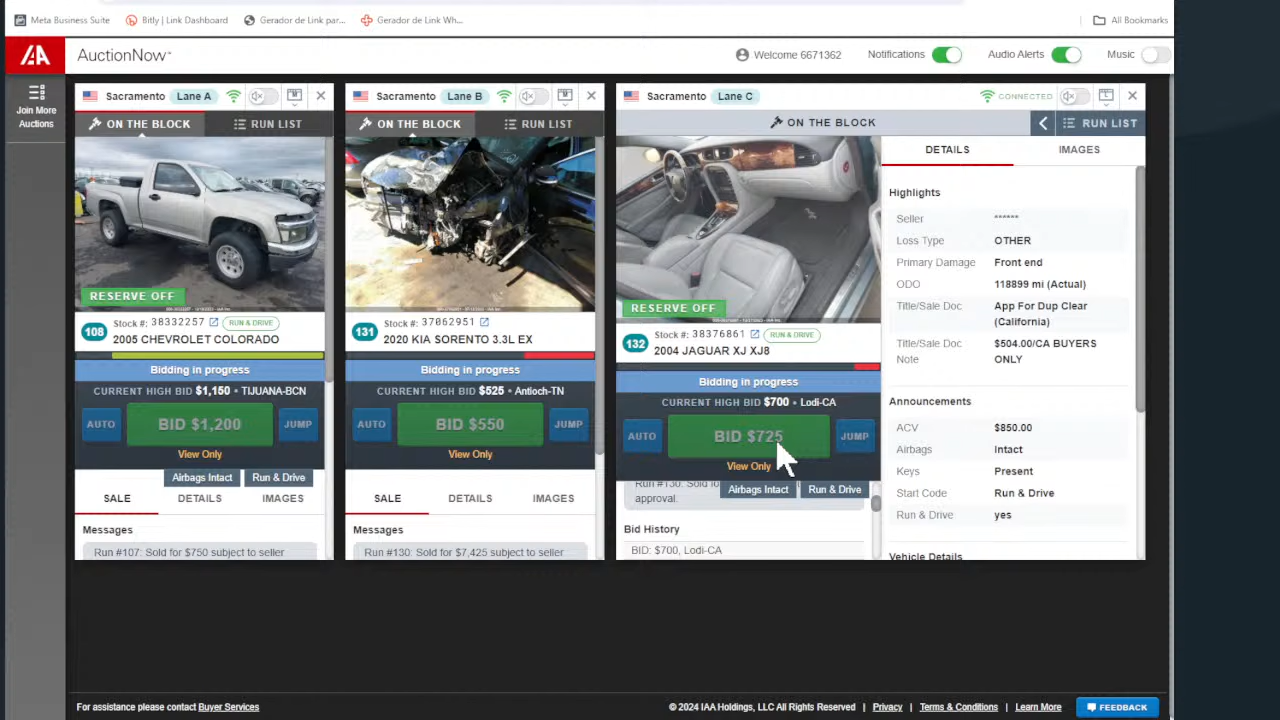 Meta Business Suite
Bitly | Link Dashboard
Gerador de Link par...
Gerador de Link Wh...
All Bookmarks
IAA
AuctionNow™
Welcome 6671362
Notifications
Audio Alerts
Music
Join More
Auctions
Sacramento Lane A
ON THE BLOCK
RUN LIST
RESERVE OFF
108
Stock #: 38332257
RUN & DRIVE
2005 CHEVROLET COLORADO
Bidding in progress
CURRENT HIGH BID $1,150 • TIJUANA-BCN
AUTO
BID $1,200
JUMP
View Only
Airbags Intact
Run & Drive
SALE
DETAILS
IMAGES
Messages
Run #107: Sold for $750 subject to seller
Sacramento Lane B
ON THE BLOCK
RUN LIST
131
Stock #: 37862951
2020 KIA SORENTO 3.3L EX
Bidding in progress
CURRENT HIGH BID $525 • Antioch-TN
AUTO
BID $550
JUMP
View Only
SALE
DETAILS
IMAGES
Messages
Run #130: Sold for $7,425 subject to seller
Sacramento Lane C
CONNECTED
ON THE BLOCK
RUN LIST
RESERVE OFF
132
Stock #: 38376861
RUN & DRIVE
2004 JAGUAR XJ XJ8
Bidding in progress
CURRENT HIGH BID $700 • Lodi-CA
AUTO
BID $725
JUMP
View Only
approval.
Airbags Intact
Run & Drive
Bid History
BID: $700, Lodi-CA
DETAILS
IMAGES
Highlights
Seller ******
Loss Type OTHER
Primary Damage Front end
ODO 118899 mi (Actual)
Title/Sale Doc App For Dup Clear
(California)
Title/Sale Doc $504.00/CA BUYERS
Note ONLY
Announcements
ACV $850.00
Airbags Intact
Keys Present
Start Code Run & Drive
Run & Drive yes
Vehicle Details
For assistance please contact Buyer Services
© 2024 IAA Holdings, LLC All Rights Reserved | Privacy | Terms & Conditions | Learn More
FEEDBACK